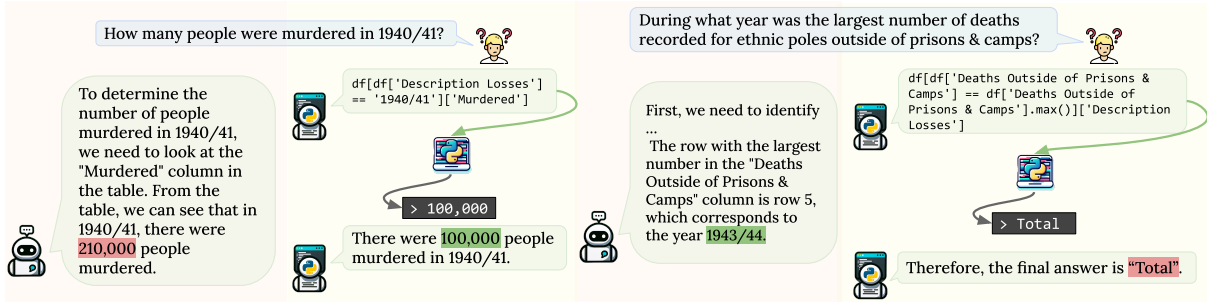 How many people were murdered in 1940/41?
To determine the
number of people
murdered in 1940/41,
we need to look at the
"Murdered" column in
the table. From the
table, we can see that in
1940/41, there were
210,000 people
murdered.
df[df['Description Losses']
== '1940/41']['Murdered']
> 100,000
There were 100,000 people
murdered in 1940/41.
During what year was the largest number of deaths
recorded for ethnic poles outside of prisons & camps?
First, we need to identify
...
The row with the largest
number in the "Deaths
Outside of Prisons &
Camps" column is row 5,
which corresponds to
the year 1943/44.
df[df['Deaths Outside of Prisons &
Camps'] == df['Deaths Outside of
Prisons & Camps'].max()]['Description
Losses']
> Total
Therefore, the final answer is “Total”.